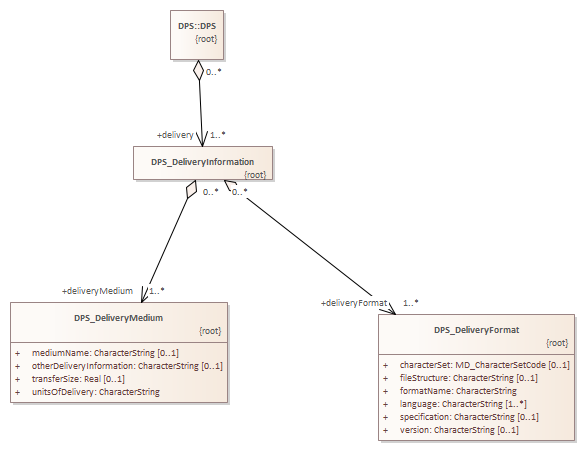 DPS::DPS
{root}
0..*
+delivery 1..*
DPS_DeliveryInformation
{root}
0..* 0..*
+deliveryMedium 1..*
+deliveryFormat 1..*
DPS_DeliveryMedium
{root}
+ mediumName: CharacterString [0..1]
+ otherDeliveryInformation: CharacterString [0..1]
+ transferSize: Real [0..1]
+ unitsOfDelivery: CharacterString
DPS_DeliveryFormat
{root}
+ characterSet: MD_CharacterSetCode [0..1]
+ fileStructure: CharacterString [0..1]
+ formatName: CharacterString
+ language: CharacterString [1..*]
+ specification: CharacterString [0..1]
+ version: CharacterString [0..1]